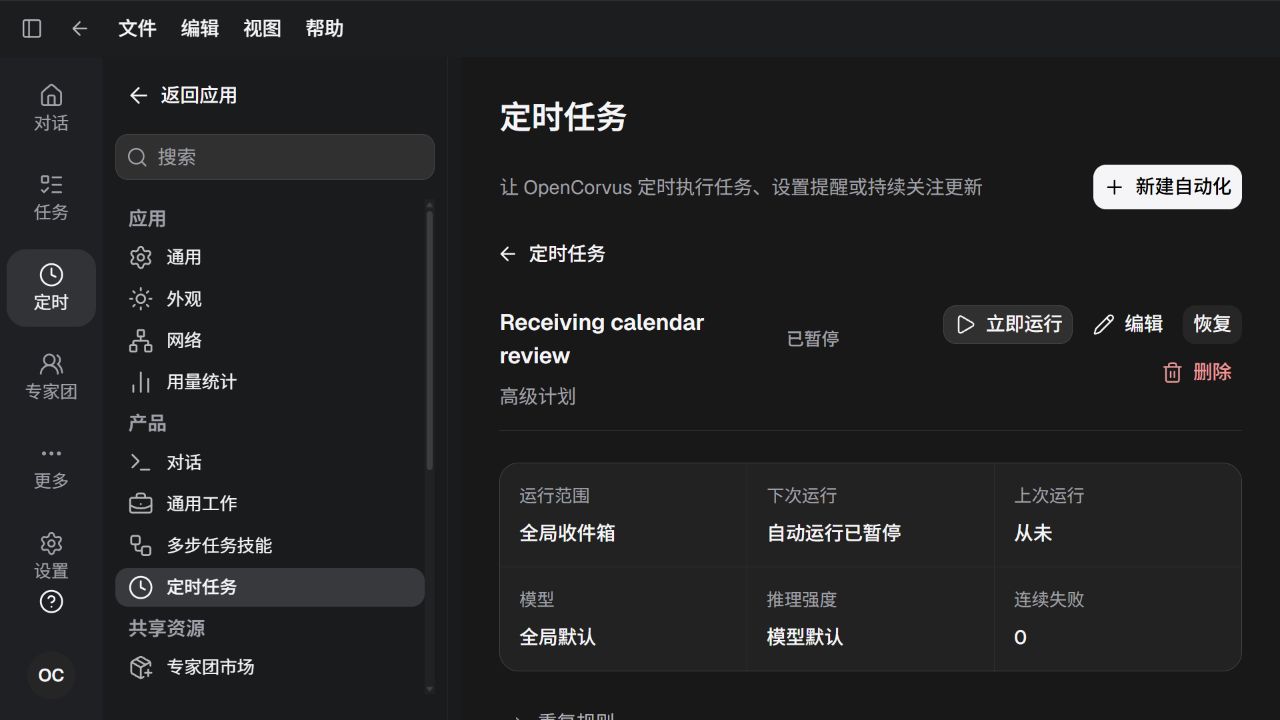 文件 编辑 视图 帮助
对话
任务
定时
专家团
更多
设置
OC
返回应用
搜索
应用
通用
外观
网络
用量统计
产品
对话
通用工作
多步任务技能
定时任务
共享资源
专家团市场
定时任务
让 OpenCorvus 定时执行任务、设置提醒或持续关注更新
新建自动化
定时任务
Receiving calendar
review
高级计划
已暂停
立即运行 编辑 恢复
删除
运行范围 下次运行 上次运行
全局收件箱 自动运行已暂停 从未
模型 推理强度 连续失败
全局默认 模型默认 0
重复规则